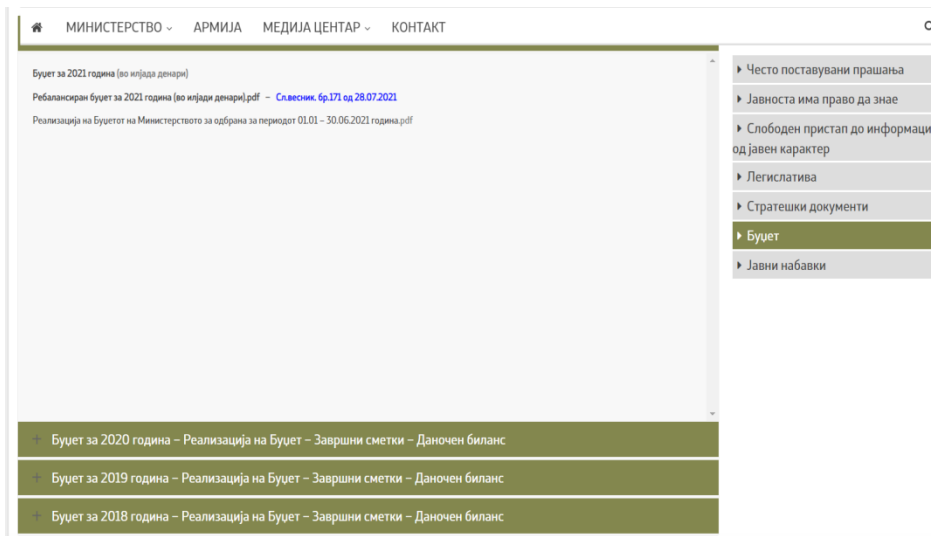 МИНИСТЕРСТВО АРМИЈА МЕДИЈА ЦЕНТАР КОНТАКТ
Буџет за 2021 година (во илјада денари)
Ребалансиран буџет за 2021 година (во илјади денари).pdf – Сл.весник. бр.171 од 28.07.2021
Реализација на Буџетот на Министерството за одбрана за периодот 01.01 – 30.06.2021 година.pdf
Често поставувани прашања
Јавноста има право да знае
Слободен пристап до информаци
од јавен карактер
Легислатива
Стратешки документи
Буџет
Јавни набавки
Буџет за 2020 година – Реализација на Буџет – Завршни сметки – Даночен биланс
Буџет за 2019 година – Реализација на Буџет – Завршни сметки – Даночен биланс
Буџет за 2018 година – Реализација на Буџет – Завршни сметки – Даночен биланс